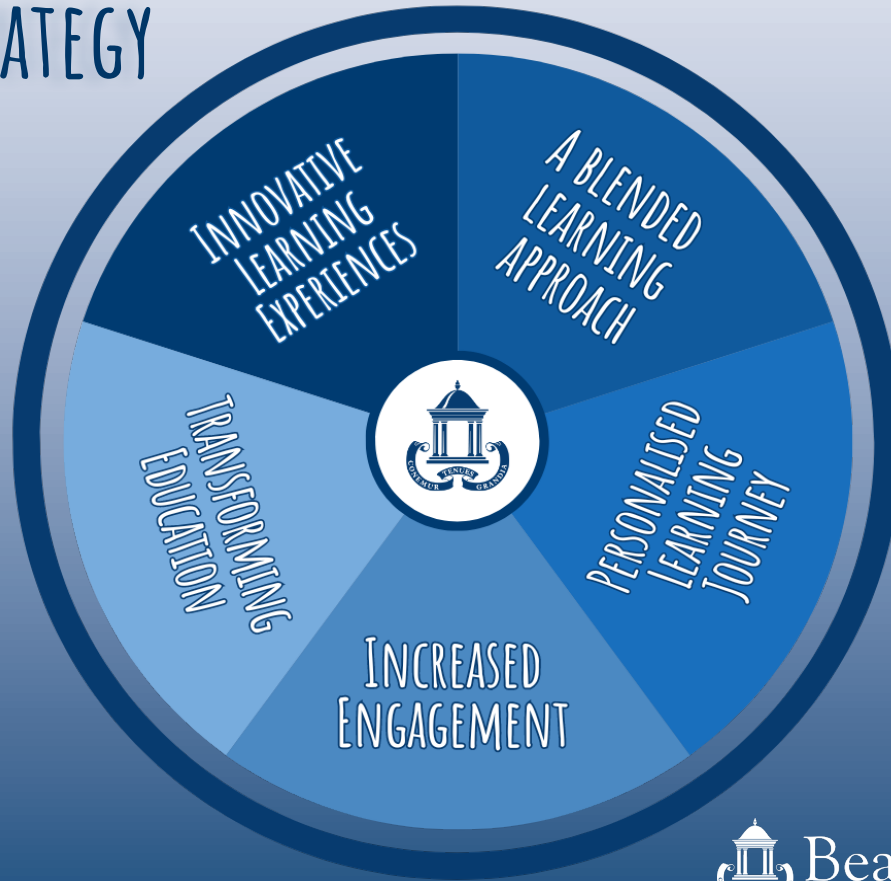 ATEGY
INNOVATIVE
LEARNING
EXPERIENCES
A BLENDED
LEARNING
APPROACH
TRANSFORMING
EDUCATION
CONEMUR TENUES GRANDIA
PERSONALISED
LEARNING
JOURNEY
INCREASED
ENGAGEMENT
Bea